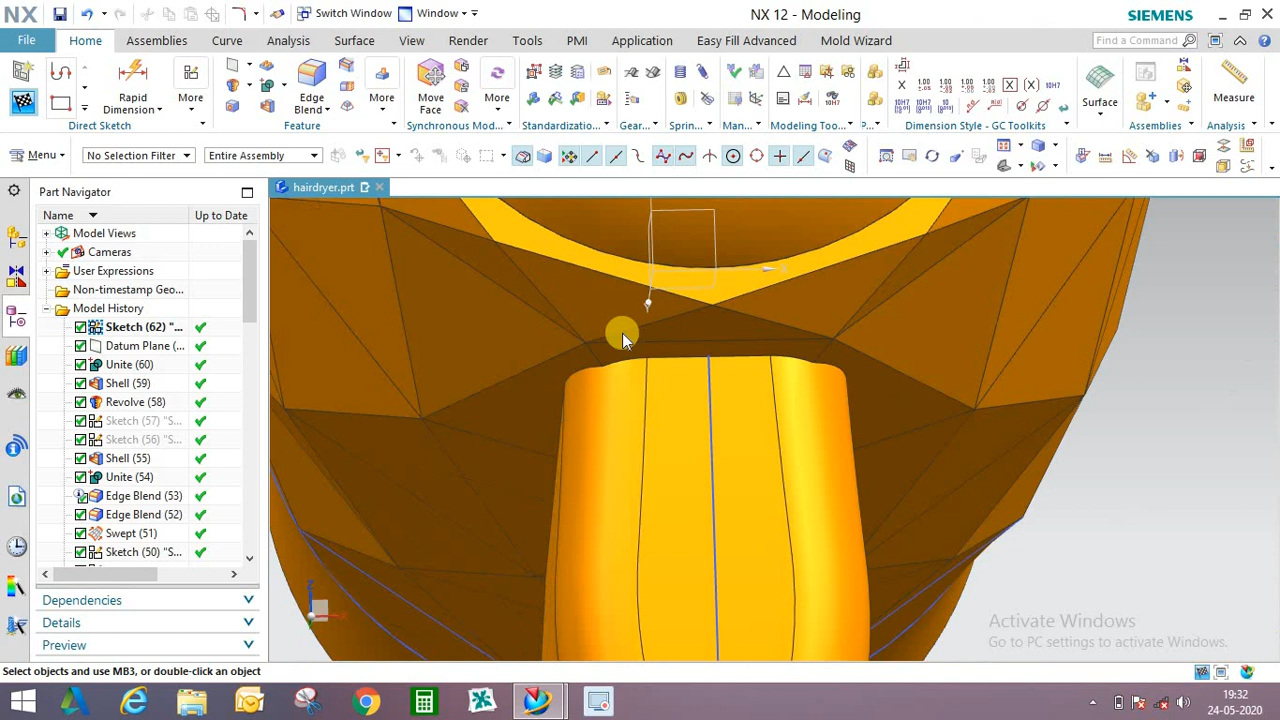 NX
Switch Window
Window
NX 12 - Modeling
SIEMENS
File
Home
Assemblies
Curve
Analysis
Surface
View
Render
Tools
PMI
Application
Easy Fill Advanced
Mold Wizard
Find a Command
Rapid Dimension
More
Edge Blend
More
Move Face
More
Surface
Measure
Direct Sketch
Feature
Synchronous Mod...
Standardizatio...
Gear...
Sprin...
Man...
Modeling Too...
P...
Dimension Style - GC Toolkits
Assemblies
Analysis
Menu
No Selection Filter
Entire Assembly
Part Navigator
hairdryer.prt
Name
Up to Date
Model Views
Cameras
User Expressions
Non-timestamp Geo...
Model History
Sketch (62) "...
Datum Plane (...
Unite (60)
Shell (59)
Revolve (58)
Sketch (57) "S...
Sketch (56) "S...
Shell (55)
Unite (54)
Edge Blend (53)
Edge Blend (52)
Swept (51)
Sketch (50) "S...
Dependencies
Details
Preview
Activate Windows
Go to PC settings to activate Windows.
Select objects and use MB3, or double-click an object
19:32
24-05-2020